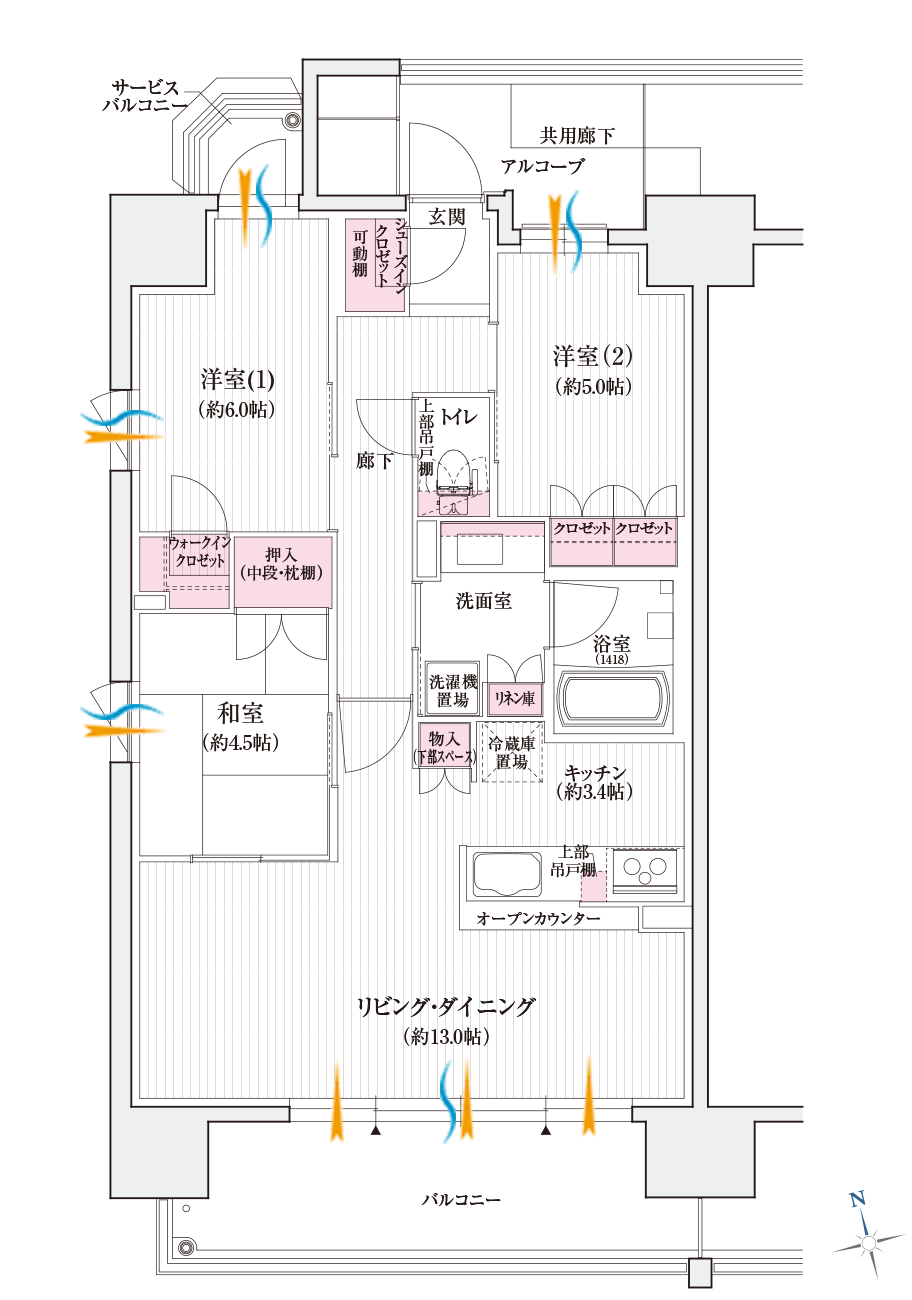 サービス
バルコニー
共用廊下
アルコーブ
玄関
シューズイン
クロゼット
可動棚
洋室(1)
(約6.0帖)
洋室(2)
(約5.0帖)
トイレ
上部吊戸棚
廊下
クロゼット
クロゼット
ウォークイン
クロゼット
押入
(中段・枕棚)
洗面室
浴室
(1418)
洗濯機
置場
リネン庫
和室
(約4.5帖)
物入
(下部スペース)
冷蔵庫
置場
キッチン
(約3.4帖)
上部
吊戸棚
オープンカウンター
リビング・ダイニング
(約13.0帖)
バルコニー
N